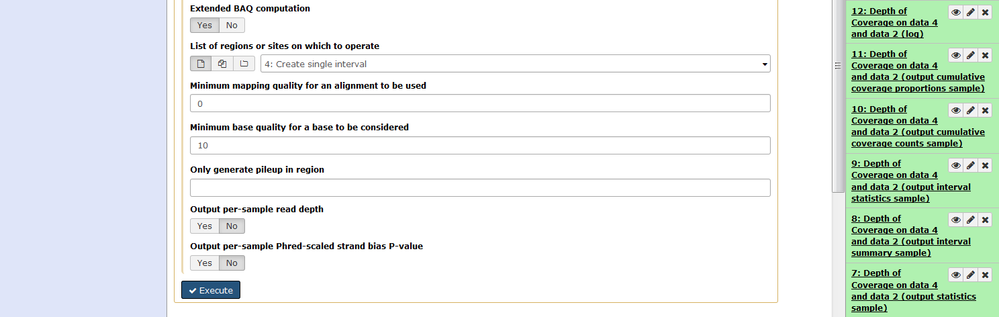 Extended BAQ computation
Yes No
List of regions or sites on which to operate
4: Create single interval
Minimum mapping quality for an alignment to be used
0
Minimum base quality for a base to be considered
10
Only generate pileup in region
Output per-sample read depth
Yes No
Output per-sample Phred-scaled strand bias P-value
Yes No
Execute
12: Depth of
Coverage on data 4
and data 2 (log)
11: Depth of
Coverage on data 4
and data 2 (output cumulative
coverage proportions sample)
10: Depth of
Coverage on data 4
and data 2 (output cumulative
coverage counts sample)
9: Depth of
Coverage on data 4
and data 2 (output interval
statistics sample)
8: Depth of
Coverage on data 4
and data 2 (output interval
summary sample)
7: Depth of
Coverage on data 4
and data 2 (output statistics
sample)